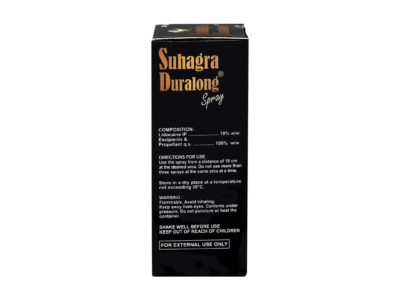 Suhagra
Duralong®
Spray
COMPOSITION:
Lidocaine IP ................ 10% w/w
Excipients &
Propellant q.s. ............ 100% w/w
DIRECTIONS FOR USE:
Use the spray from a distance of 10 cm
at the desired area. Do not use more than
three sprays at the same area at a time.
Store in a dry place at a temperature
not exceeding 30°C.
WARNING
Flammable, Avoid inhaling.
Keep away from eyes. Contents under
pressure. Do not puncture or heat the
container.
SHAKE WELL BEFORE USE
KEEP OUT OF REACH OF CHILDREN
FOR EXTERNAL USE ONLY